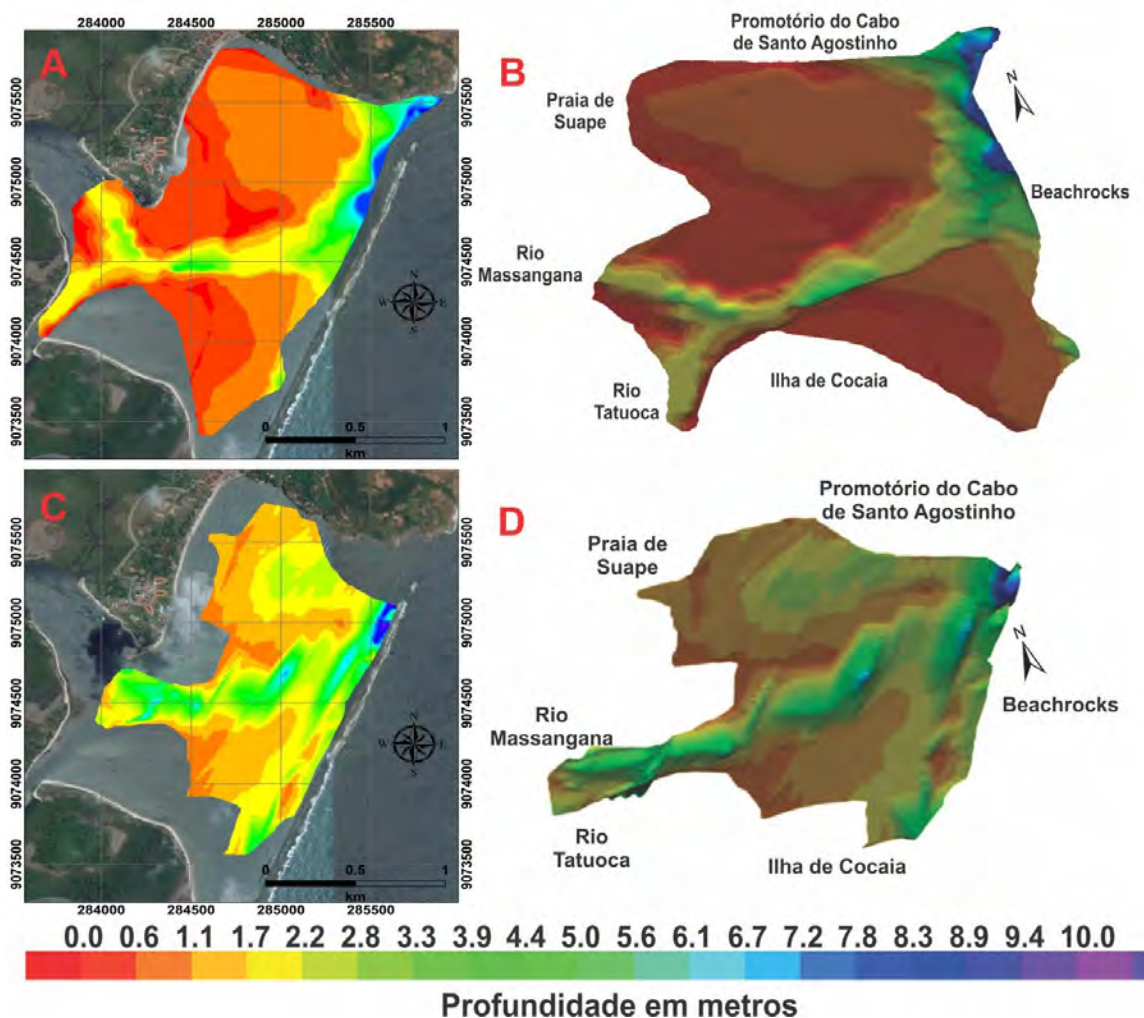 284000 284500 285000 285500
A
9075500
9075000
9074500
9074000
9073500
N
W E
S
0 0.5 1
km
B
Promotório do Cabo
de Santo Agostinho
N
Praia de
Suape
Beachrocks
Rio
Massangana
Ilha de Cocaia
Rio
Tatuoca
C
9075500
9075000
9074500
9074000
9073500
N
W E
S
0 0.5 1
km
284000 284500 285000 285500
D
Promotório do Cabo
de Santo Agostinho
Praia de
Suape
N
Beachrocks
Rio
Massangana
Rio
Tatuoca
Ilha de Cocaia
0.0 0.6 1.1 1.7 2.2 2.8 3.3 3.9 4.4 5.0 5.6 6.1 6.7 7.2 7.8 8.3 8.9 9.4 10.0
Profundidade em metros